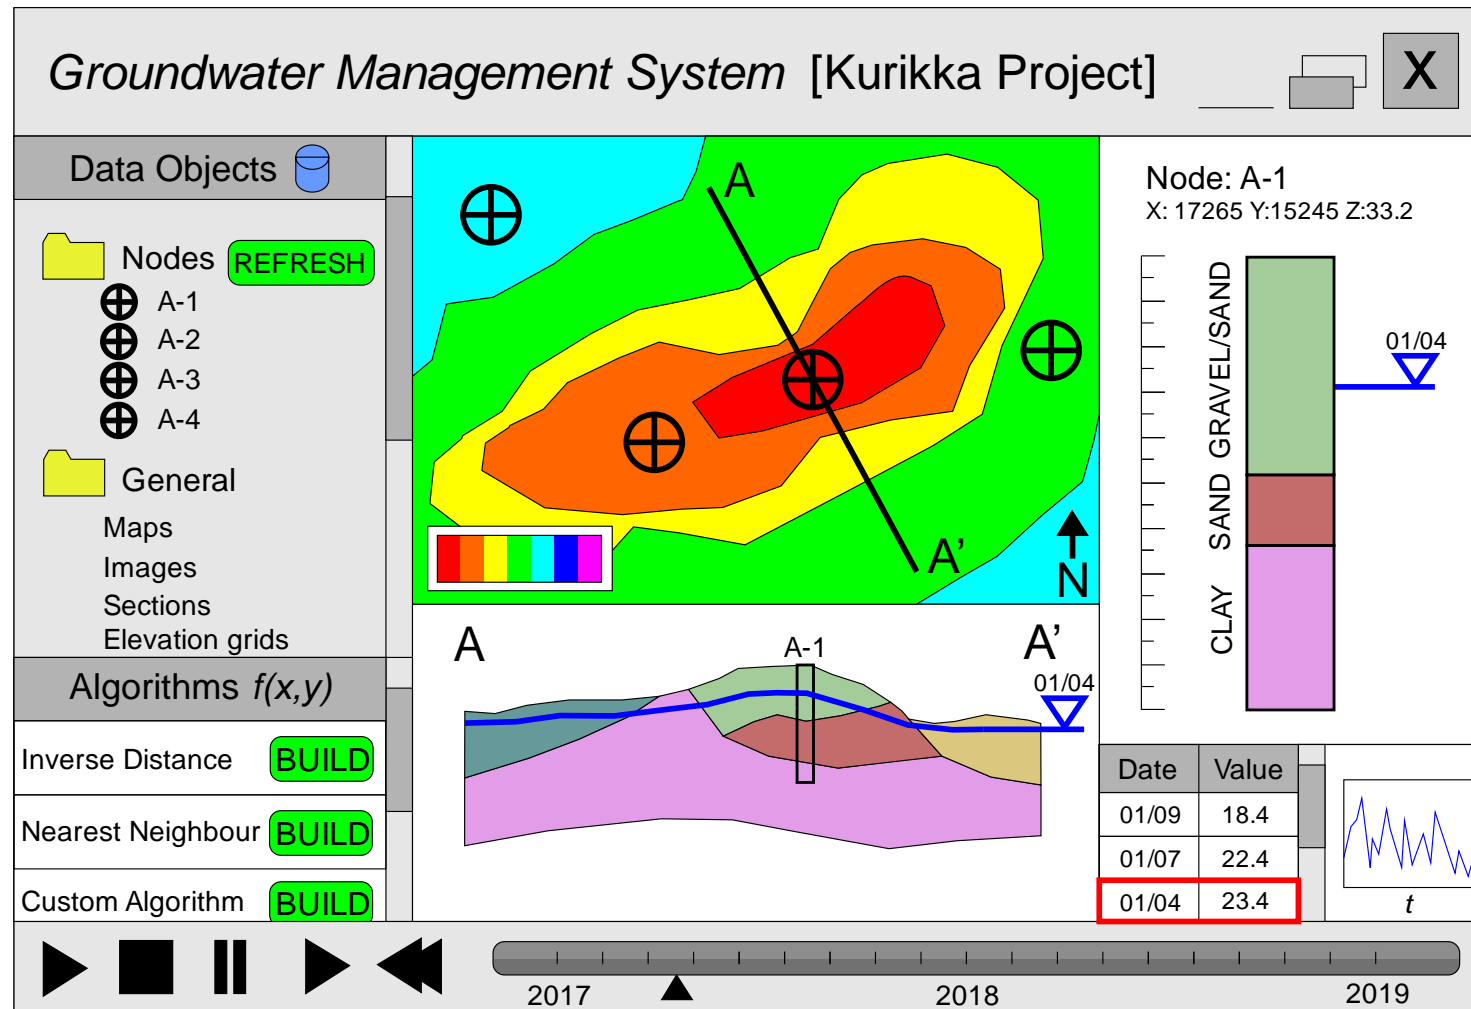 Groundwater Management System [Kurikka Project]
X
Data Objects
Nodes REFRESH
A-1
A-2
A-3
A-4
General
Maps
Images
Sections
Elevation grids
Algorithms f(x,y)
Inverse Distance BUILD
Nearest Neighbour BUILD
Custom Algorithm BUILD
A
A’
N
A
A-1
A’
01/04
Node: A-1
X: 17265 Y:15245 Z:33.2
GRAVEL/SAND
SAND
CLAY
01/04
Date Value
01/09 18.4
01/07 22.4
01/04 23.4
t
2017 2018 2019